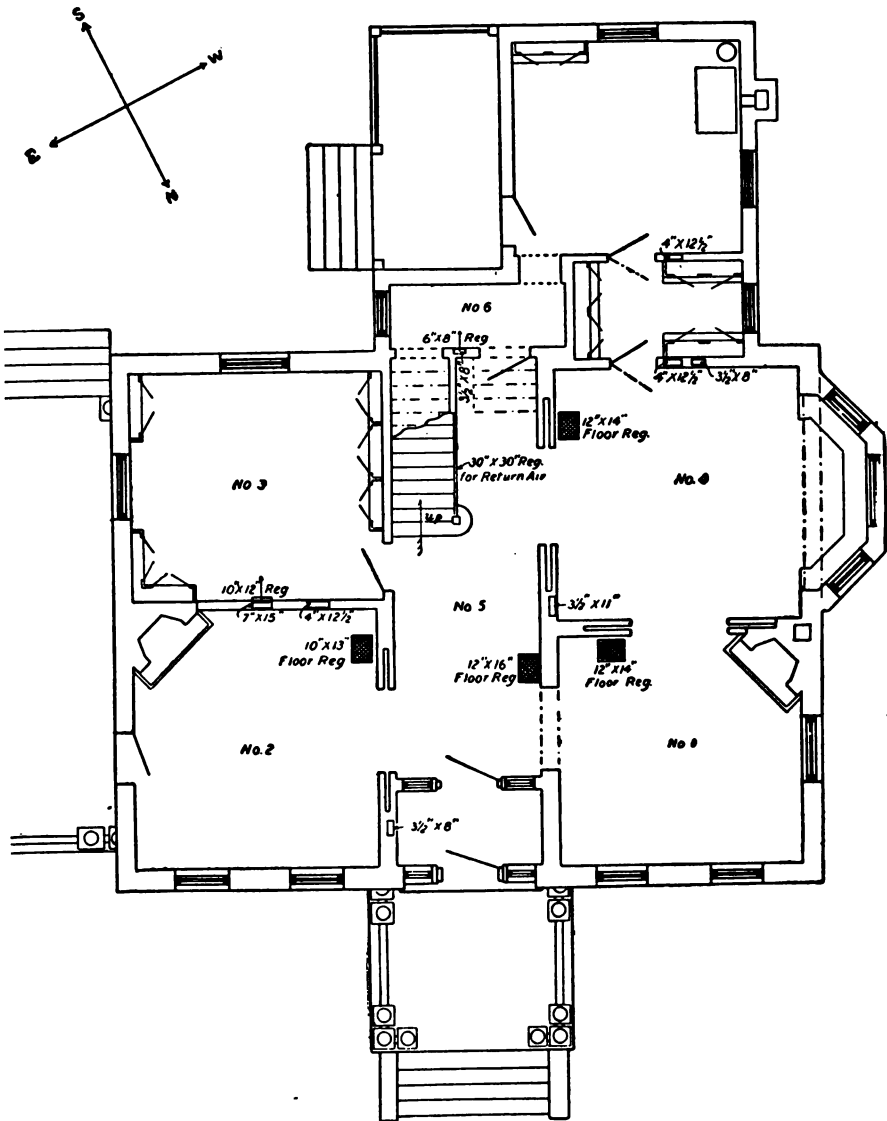 S
W
E
N
4"X12½"
No 6
6"X8" Reg
3½"X8"
4"X12½"
3½"X8"
12"X14"
Floor Reg.
30"X30" Reg.
for Return Air
No 3
No. 4
UP
10"X12" Reg
7"X15"
4"X12½"
3½"X11"
No 5
10"X13"
Floor Reg
12"X16"
Floor Reg
12"X14"
Floor Reg.
No. 2
No 1
3½"X8"